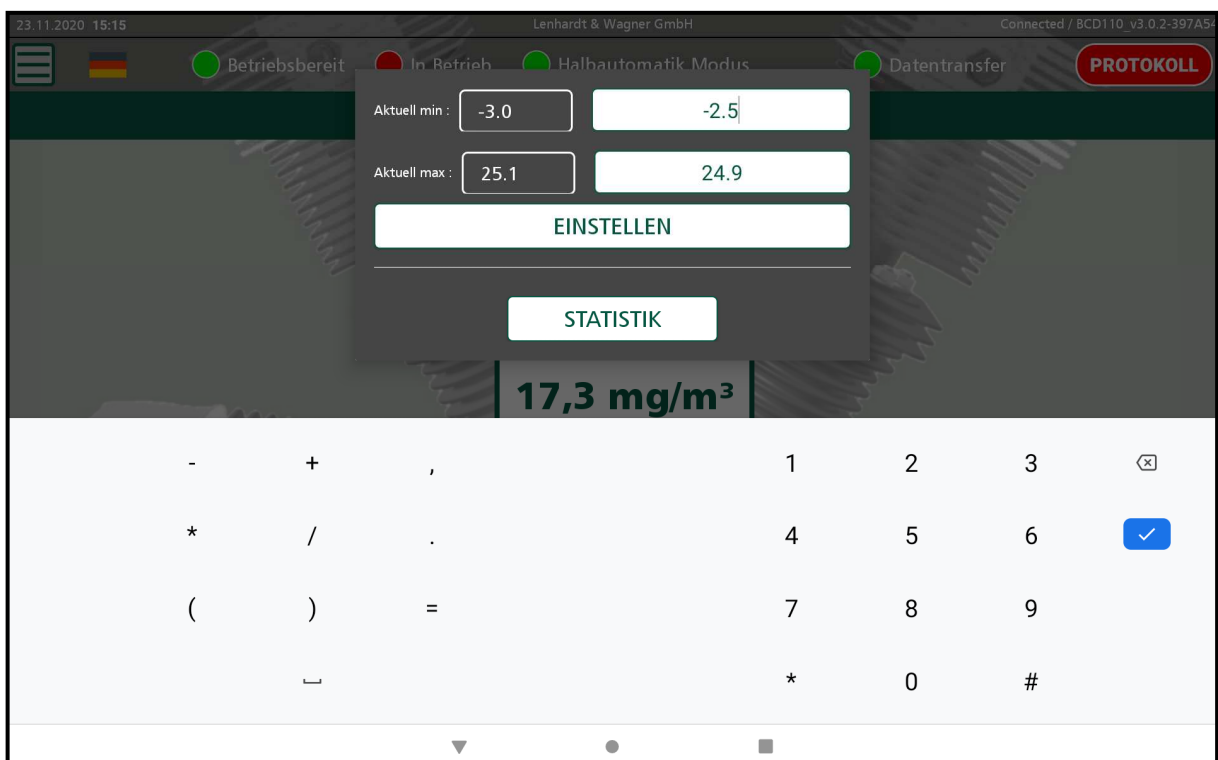 23.11.2020 15:15 Lenhardt & Wagner GmbH Connected / BCD110_v3.0.2-397A54
Betriebsbereit In Betrieb Halbautomatik Modus Datentransfer PROTOKOLL
Aktuell min : -3.0 -2.5
Aktuell max : 25.1 24.9
EINSTELLEN
STATISTIK
17,3 mg/m³
- + , 1 2 3
* / . 4 5 6
( ) = 7 8 9
* 0 #